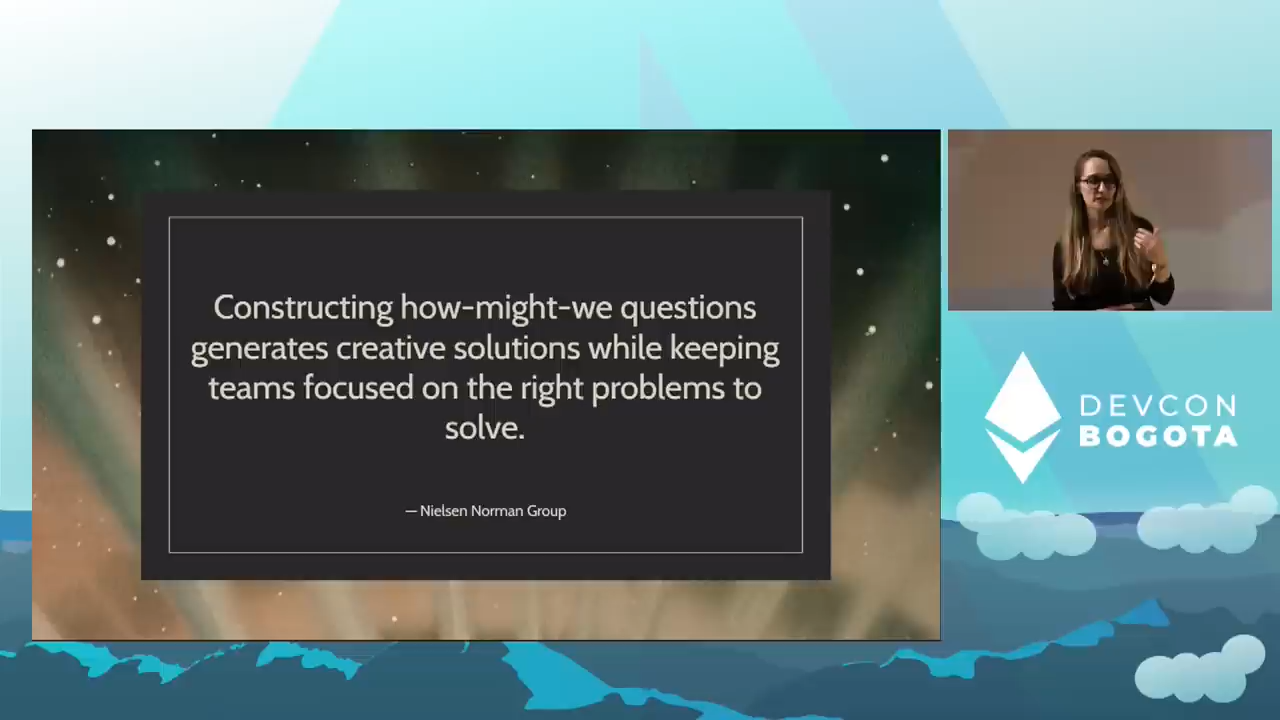 Constructing how-might-we questions
generates creative solutions while keeping
teams focused on the right problems to
solve.
— Nielsen Norman Group
DEVCON
BOGOTA